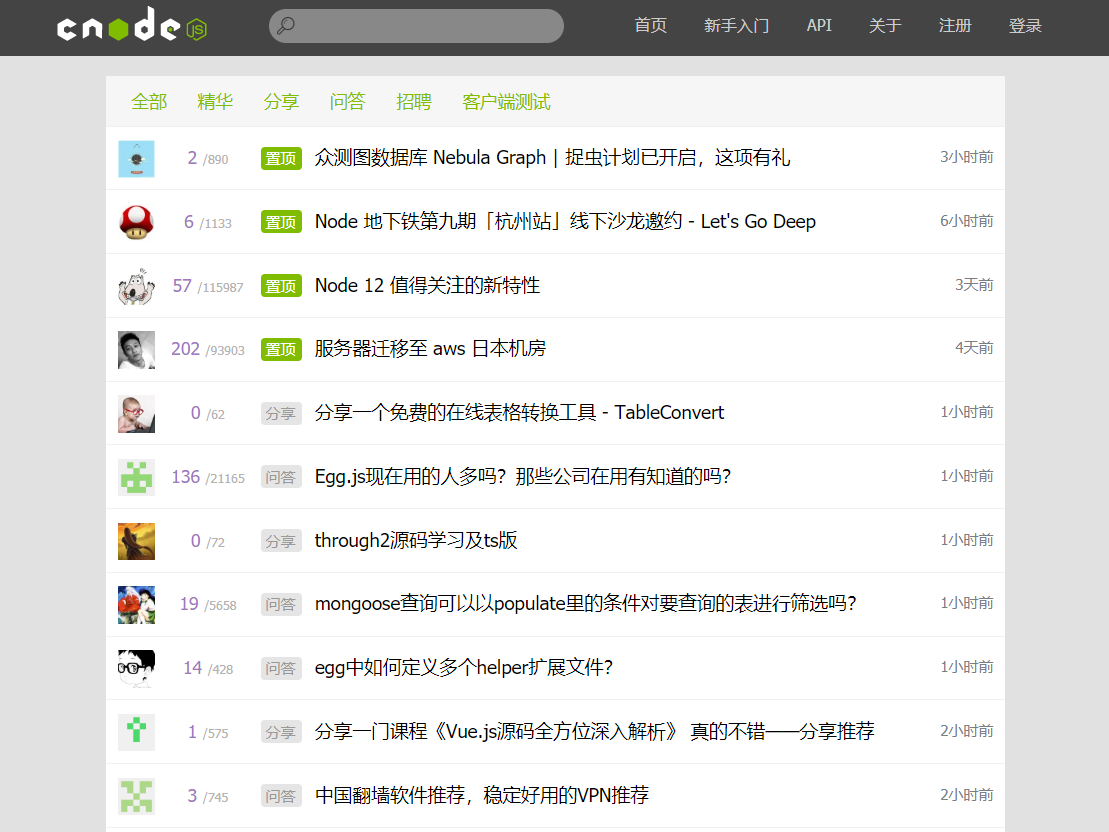 cnode JS 首页 新手入门 API 关于 注册 登录
全部 精华 分享 问答 招聘 客户端测试
2 /890 置顶 众测图数据库 Nebula Graph | 捉虫计划已开启，这项有礼 3小时前
6 /1133 置顶 Node 地下铁第九期「杭州站」线下沙龙邀约 - Let's Go Deep 6小时前
57 /115987 置顶 Node 12 值得关注的新特性 3天前
202 /93903 置顶 服务器迁移至 aws 日本机房 4天前
0 /62 分享 分享一个免费的在线表格转换工具 - TableConvert 1小时前
136 /21165 问答 Egg.js现在用的人多吗？那些公司在用有知道的吗？ 1小时前
0 /72 分享 through2源码学习及ts版 1小时前
19 /5658 问答 mongoose查询可以以populate里的条件对要查询的表进行筛选吗？ 1小时前
14 /428 问答 egg中如何定义多个helper扩展文件？ 1小时前
1 /575 分享 分享一门课程《Vue.js源码全方位深入解析》 真的不错——分享推荐 2小时前
3 /745 问答 中国翻墙软件推荐，稳定好用的VPN推荐 2小时前